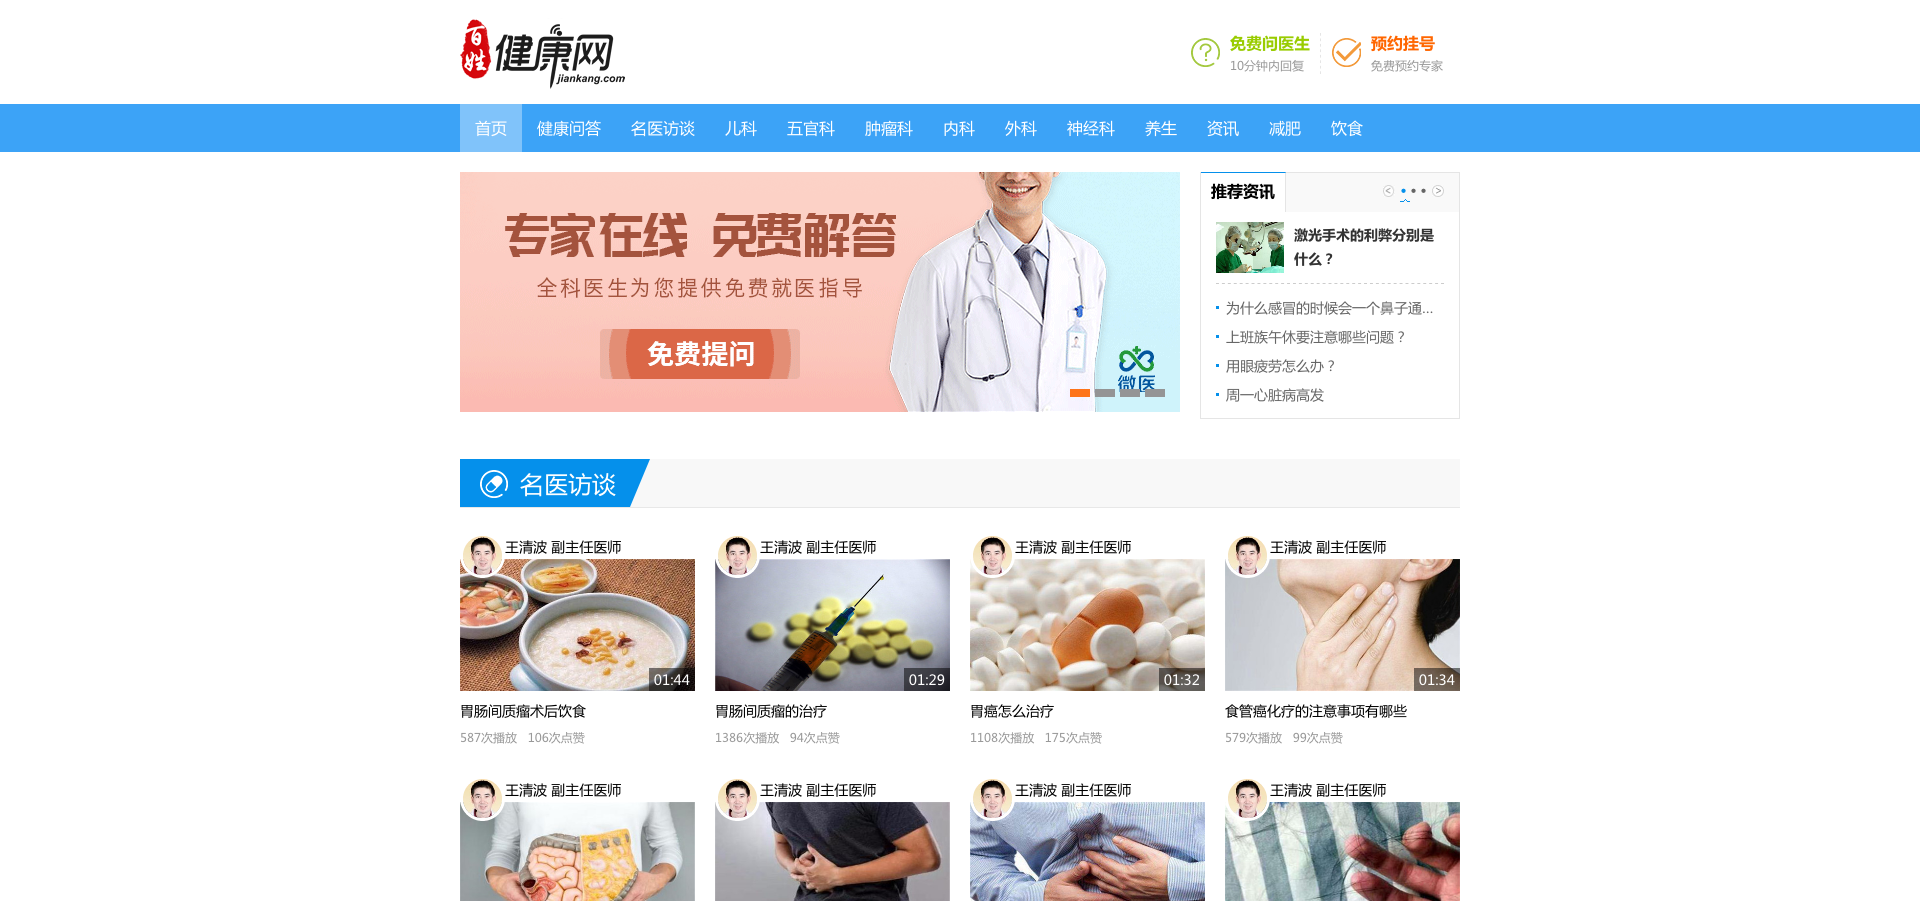 百姓
健康网
jiankang.com
免费问医生
10分钟内回复
预约挂号
免费预约专家
首页 健康问答 名医访谈 儿科 五官科 肿瘤科 内科 外科 神经科 养生 资讯 减肥 饮食
专家在线 免费解答
全科医生为您提供免费就医指导
免费提问
微医
推荐资讯
激光手术的利弊分别是
什么？
为什么感冒的时候会一个鼻子通...
上班族午休要注意哪些问题？
用眼疲劳怎么办？
周一心脏病高发
名医访谈
王清波 副主任医师
王清波 副主任医师
王清波 副主任医师
王清波 副主任医师
01:44
01:29
01:32
01:34
胃肠间质瘤术后饮食
胃肠间质瘤的治疗
胃癌怎么治疗
食管癌化疗的注意事项有哪些
587次播放 106次点赞
1386次播放 94次点赞
1108次播放 175次点赞
579次播放 99次点赞
王清波 副主任医师
王清波 副主任医师
王清波 副主任医师
王清波 副主任医师